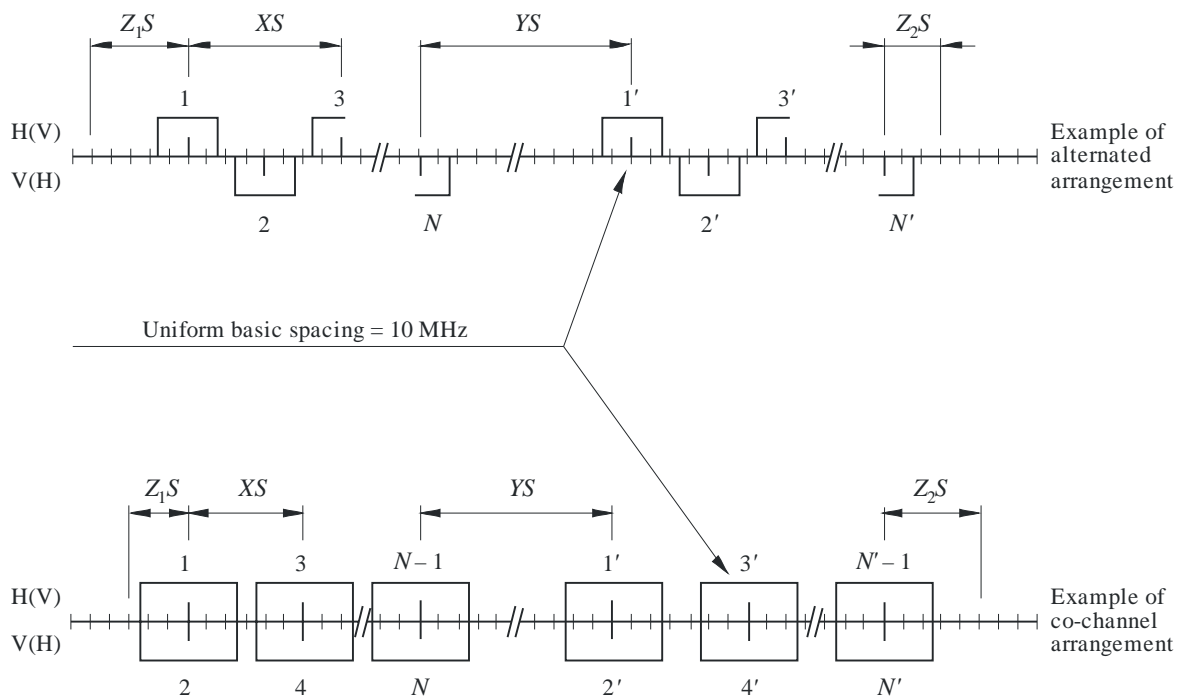 Z₁S XS YS Z₂S
1 3 1′ 3′
H(V)
V(H)
Example of
alternated
arrangement
2 N 2′ N′
Uniform basic spacing = 10 MHz
Z₁S XS YS Z₂S
1 3 N – 1 1′ 3′ N′ – 1
H(V)
V(H)
Example of
co-channel
arrangement
2 4 N 2′ 4′ N′